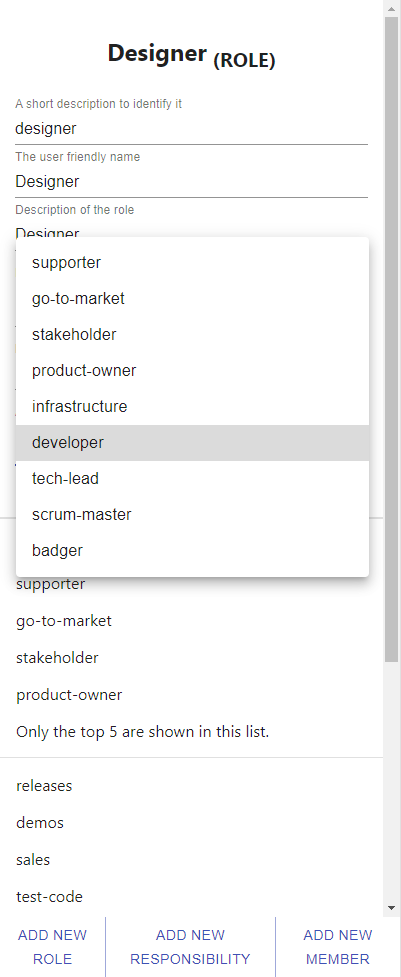 Designer (ROLE)
A short description to identify it
designer
The user friendly name
Designer
Description of the role
Designer
supporter
go-to-market
stakeholder
product-owner
infrastructure
developer
tech-lead
scrum-master
badger
supporter
go-to-market
stakeholder
product-owner
Only the top 5 are shown in this list.
releases
demos
sales
test-code
ADD NEW ROLE
ADD NEW RESPONSIBILITY
ADD NEW MEMBER